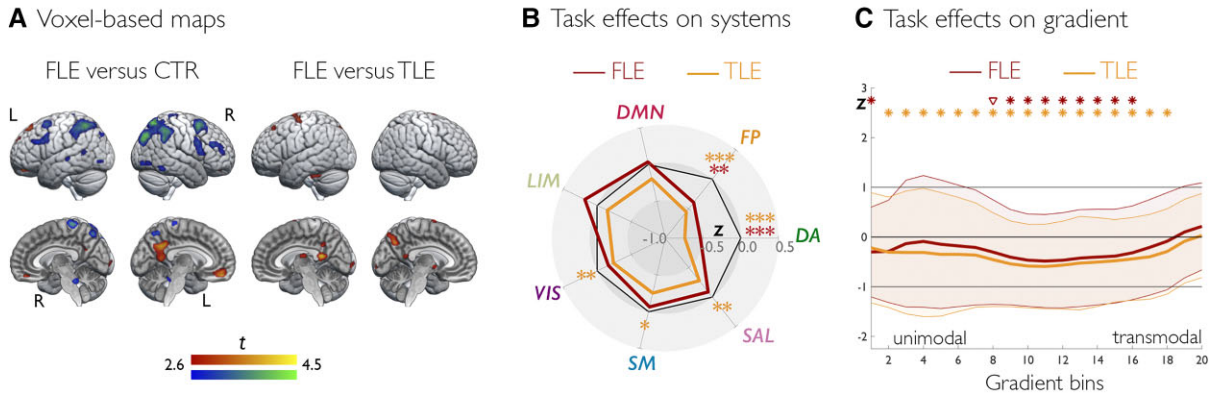 A Voxel-based maps
FLE versus CTR
FLE versus TLE
L
R
R
L
t
2.6
4.5
B Task effects on systems
FLE
TLE
DMN
FP
***
**
LIM
***
***
DA
z
-1.0
-0.5
0.0
0.5
VIS
**
SM
*
SAL
**
C Task effects on gradient
FLE
TLE
3
z
2
1
0
-1
-2
unimodal
transmodal
2 4 6 8 10 12 14 16 18 20
Gradient bins